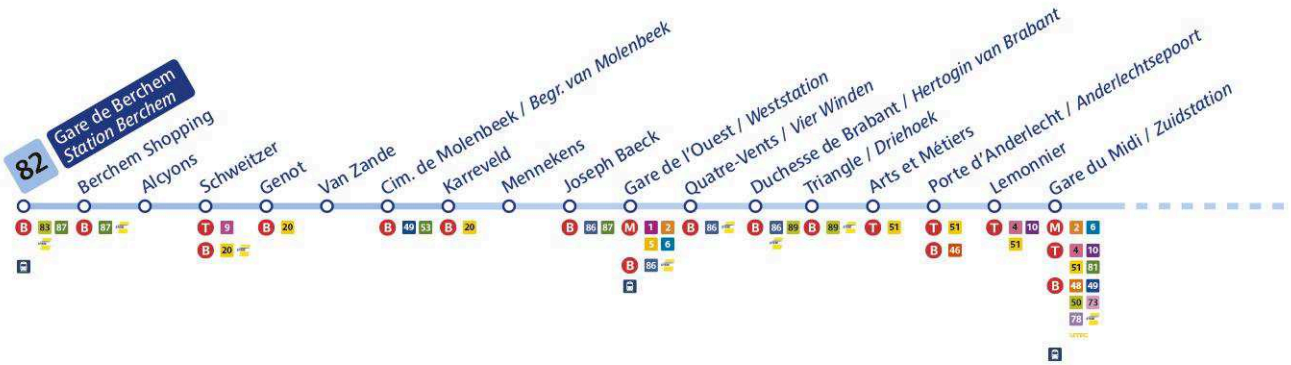 82
Gare de Berchem
Station Berchem
Berchem Shopping
Alcyons
Schweitzer
Genot
Van Zande
Cim. de Molenbeek / Begr. van Molenbeek
Karreveld
Mennekens
Joseph Baeck
Gare de l'Ouest / Weststation
Quatre-Vents / Vier Winden
Duchesse de Brabant / Hertogin van Brabant
Triangle / Driehoek
Arts et Métiers
Porte d'Anderlecht / Anderlechtsepoort
Lemonnier
Gare du Midi / Zuidstation
B 83 87
B 87
T 9
B 20
B 20
B 49 53
B 20
B 86 87
M 1 2
5 6
B 86
B 86
B 86 89
B 89
T 51
T 51
B 46
T 4 10
51
M 2 6
T 4 10
51 81
B 48 49
50 73
78